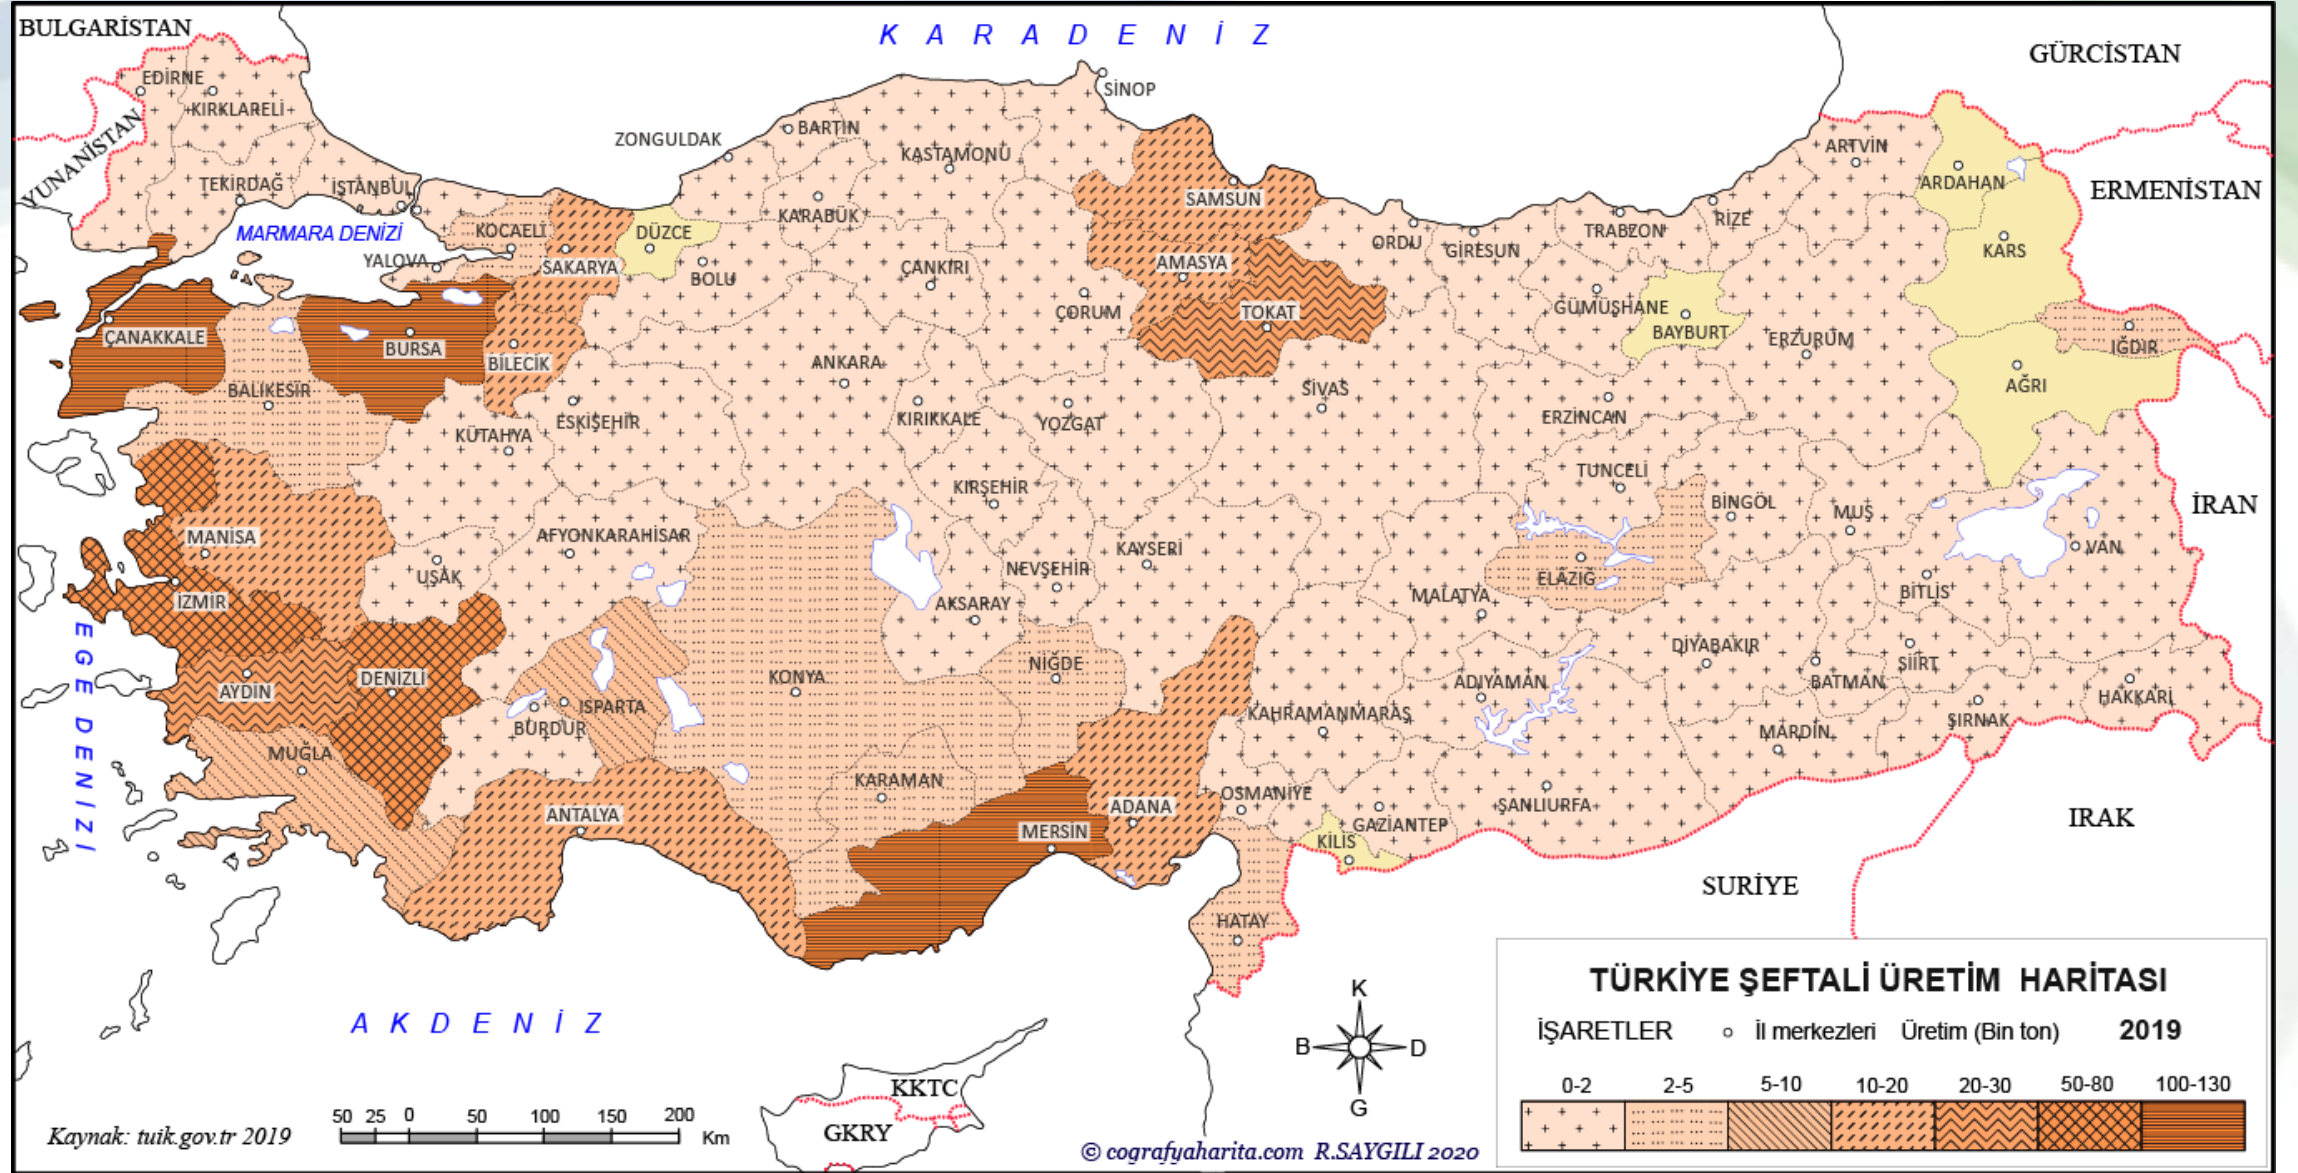 BULGARİSTAN
KARADENİZ
GÜRCİSTAN
EDİRNE
SİNOP
KIRKLARELİ
YUNANİSTAN
ZONGULDAK
BARTIN
ARTVİN
KASTAMONU
TEKİRDAĞ
İSTANBUL
ARDAHAN
ERMENİSTAN
SAMSUN
KARABÜK
RİZE
MARMARA DENİZİ
KOCAELİ
DÜZCE
ORDU
GİRESUN
TRABZON
KARS
YALOVA
SAKARYA
BOLU
ÇANKIRI
AMASYA
ÇORUM
TOKAT
GÜMÜŞHANE
BAYBURT
ERZURUM
IĞDIR
ÇANAKKALE
BURSA
BİLECİK
ANKARA
SİVAS
AĞRI
BALIKESİR
ESKİŞEHİR
KIRIKKALE
YOZGAT
ERZİNCAN
KÜTAHYA
TUNCELİ
KIRŞEHİR
BİNGÖL
MUŞ
İRAN
MANİSA
AFYONKARAHİSAR
KAYSERİ
VAN
UŞAK
NEVŞEHİR
ELAZIĞ
İZMİR
AKSARAY
MALATYA
BİTLİS
EGE DENİZİ
AYDIN
DENİZLİ
KONYA
NİĞDE
DİYABAKIR
SİİRT
ISPARTA
ADIYAMAN
BATMAN
HAKKARİ
BURDUR
KAHRAMANMARAŞ
ŞIRNAK
MUĞLA
MARDİN
KARAMAN
OSMANİYE
ŞANLIURFA
ANTALYA
ADANA
GAZİANTEP
IRAK
MERSİN
KİLİS
SURİYE
HATAY
AKDENİZ
K
B D
G
TÜRKİYE ŞEFTALİ ÜRETİM HARİTASI
İŞARETLER İl merkezleri Üretim (Bin ton) 2019
0-2 2-5 5-10 10-20 20-30 50-80 100-130
KKTC
GKRY
50 25 0 50 100 150 200
Km
Kaynak: tuik.gov.tr 2019
© cografyaharita.com R.SAYGILI 2020